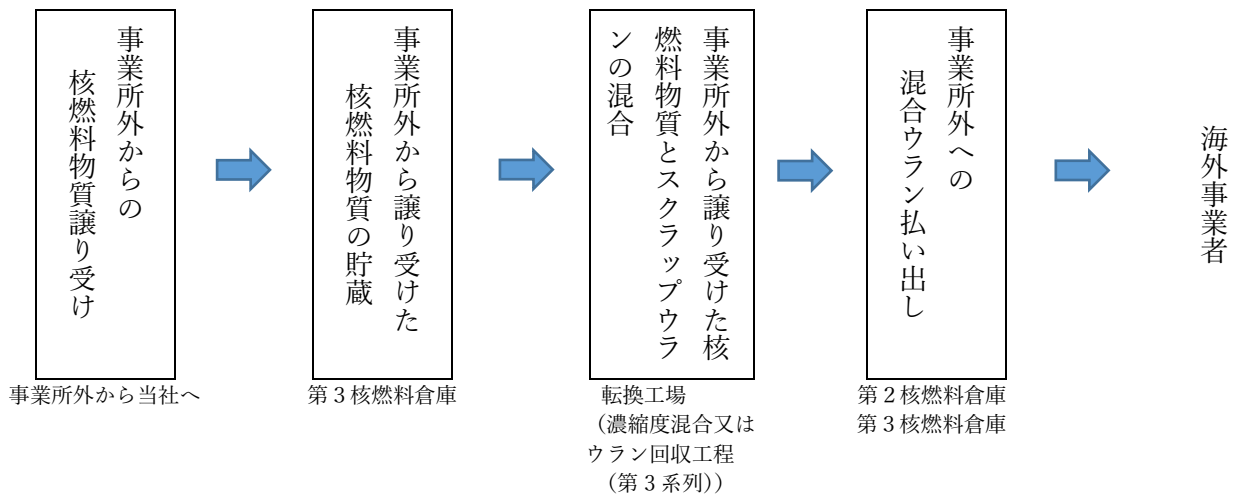 事業所外からの
核燃料物質譲り受け
事業所外から当社へ
事業所外から譲り受けた
核燃料物質の貯蔵
第３核燃料倉庫
事業所外から譲り受けた核
燃料物質とスクラップウラ
ンの混合
転換工場
（濃縮度混合又は
ウラン回収工程
（第３系列））
事業所外への
混合ウラン払い出し
第２核燃料倉庫
第３核燃料倉庫
海外事業者